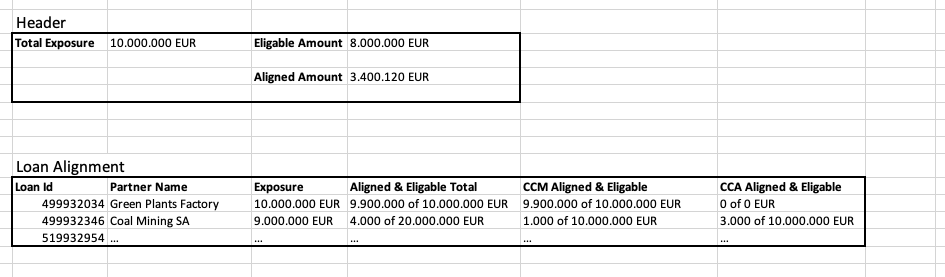 Header
Total Exposure 10.000.000 EUR Eligable Amount 8.000.000 EUR
Aligned Amount 3.400.120 EUR
Loan Alignment
Loan Id Partner Name Exposure Aligned & Eligable Total CCM Aligned & Eligable CCA Aligned & Eligable
499932034 Green Plants Factory 10.000.000 EUR 9.900.000 of 10.000.000 EUR 9.900.000 of 10.000.000 EUR 0 of 0 EUR
499932346 Coal Mining SA 9.000.000 EUR 4.000 of 20.000.000 EUR 1.000 of 10.000.000 EUR 3.000 of 10.000.000 EUR
519932954 ... ... ... ... ...